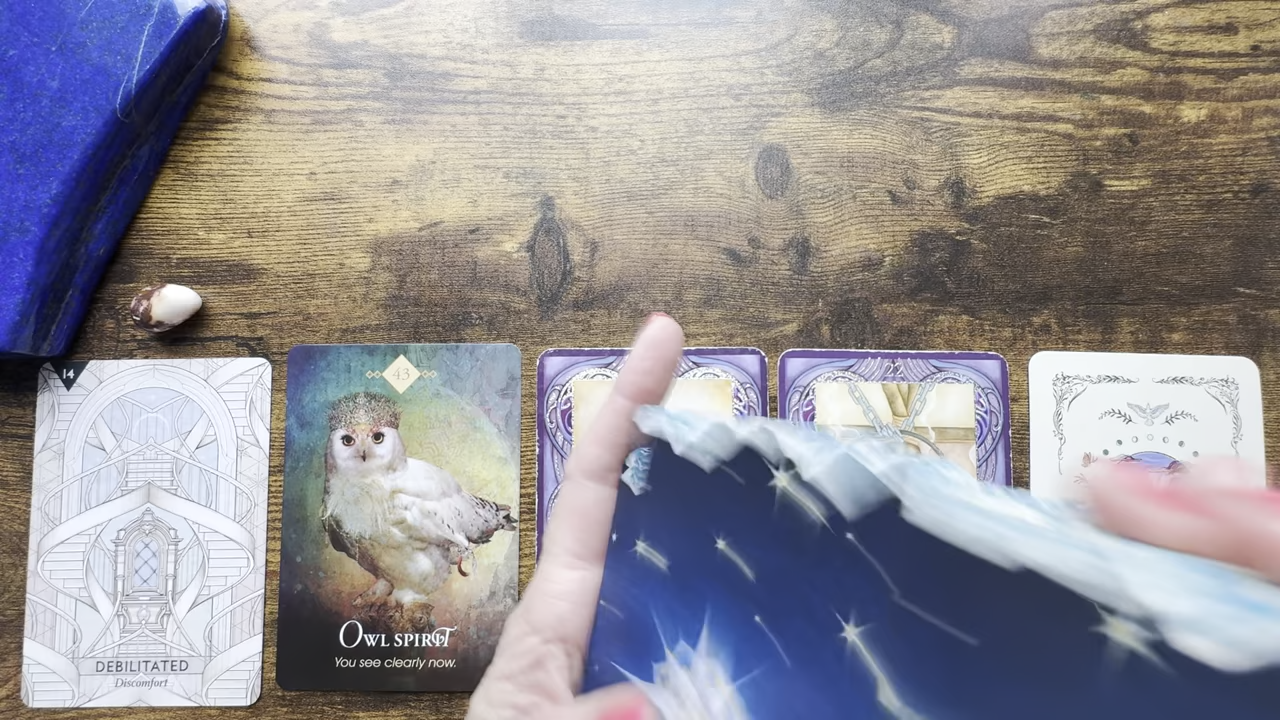 14
DEBILITATED
Discomfort
43
OWL SPIRIT
You see clearly now.
22